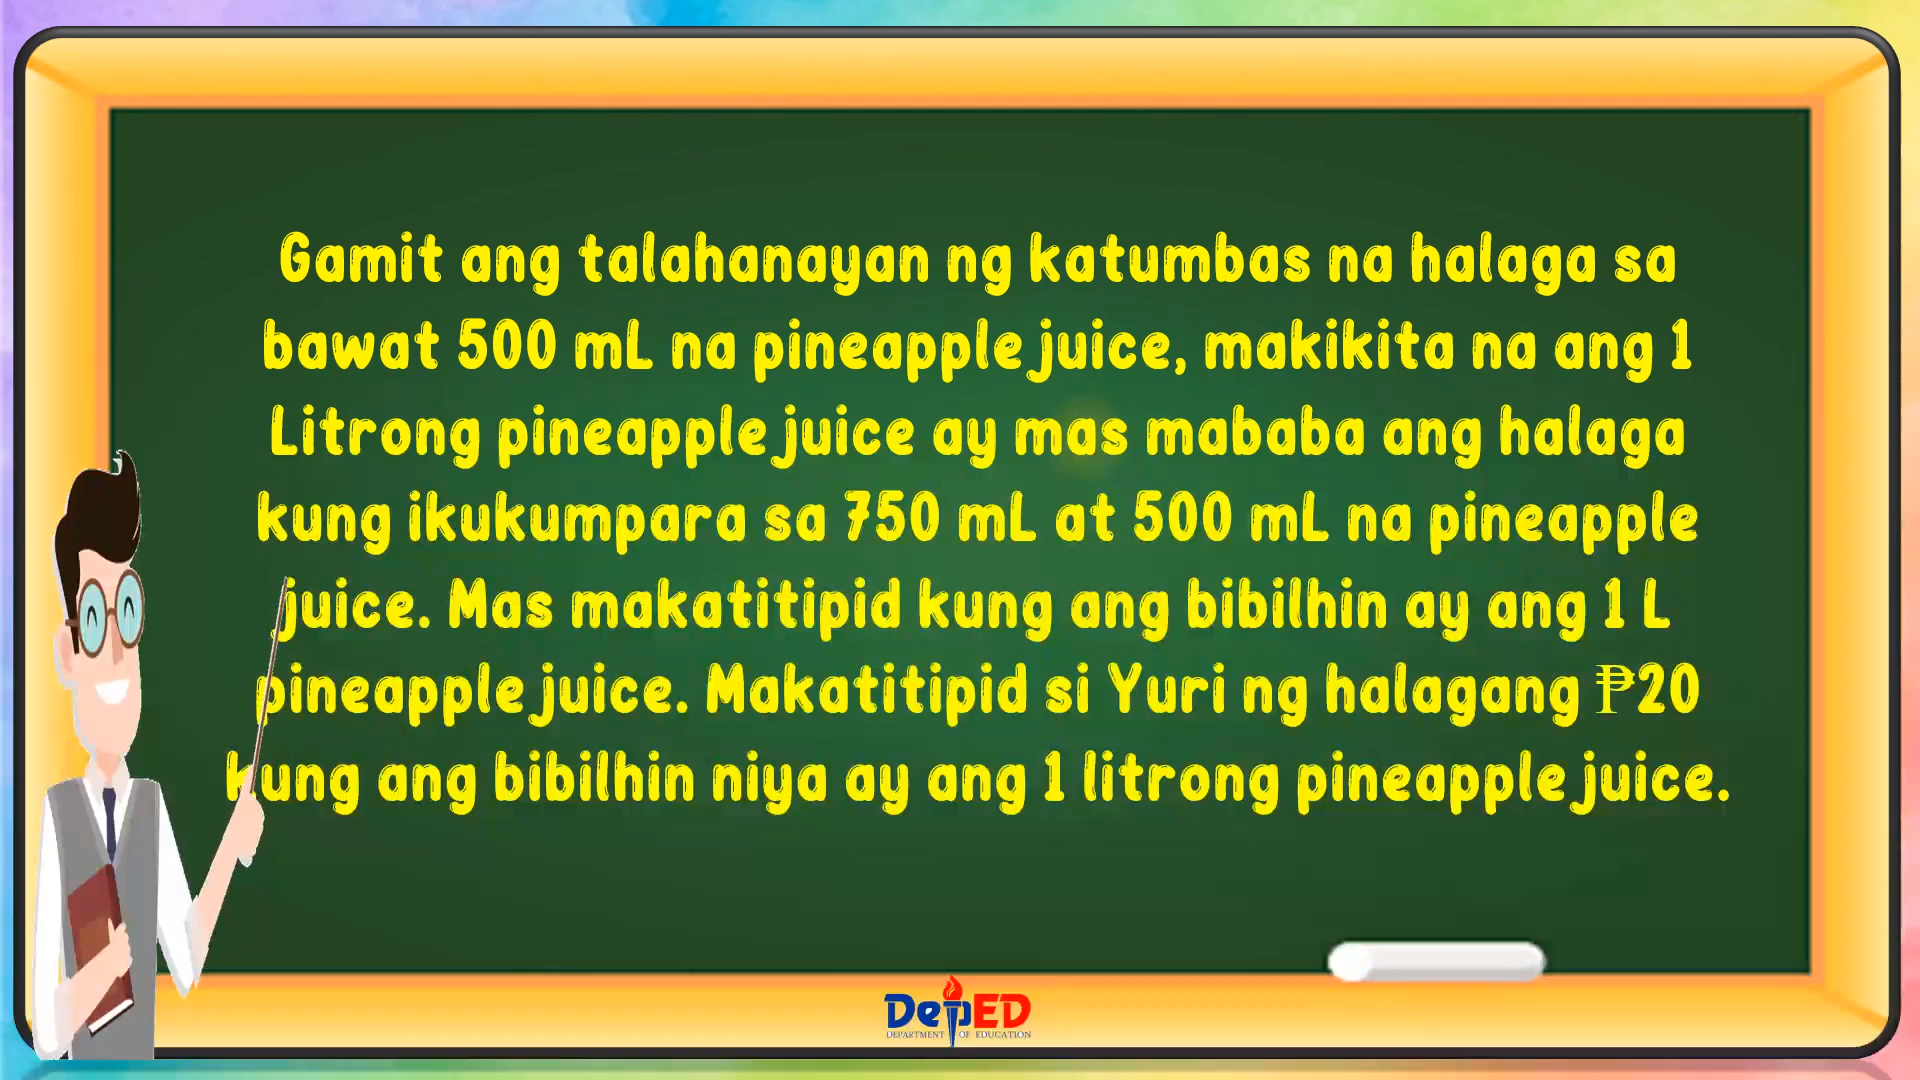 Gamit ang talahanayan ng katumbas na halaga sa
bawat 500 mL na pineapple juice, makikita na ang 1
Litrong pineapple juice ay mas mababa ang halaga
kung ikukumpara sa 750 mL at 500 mL na pineapple
juice. Mas makatitipid kung ang bibilhin ay ang 1 L
pineapple juice. Makatitipid si Yuri ng halagang ₱20
kung ang bibilhin niya ay ang 1 litrong pineapple juice.
DepED
DEPARTMENT OF EDUCATION